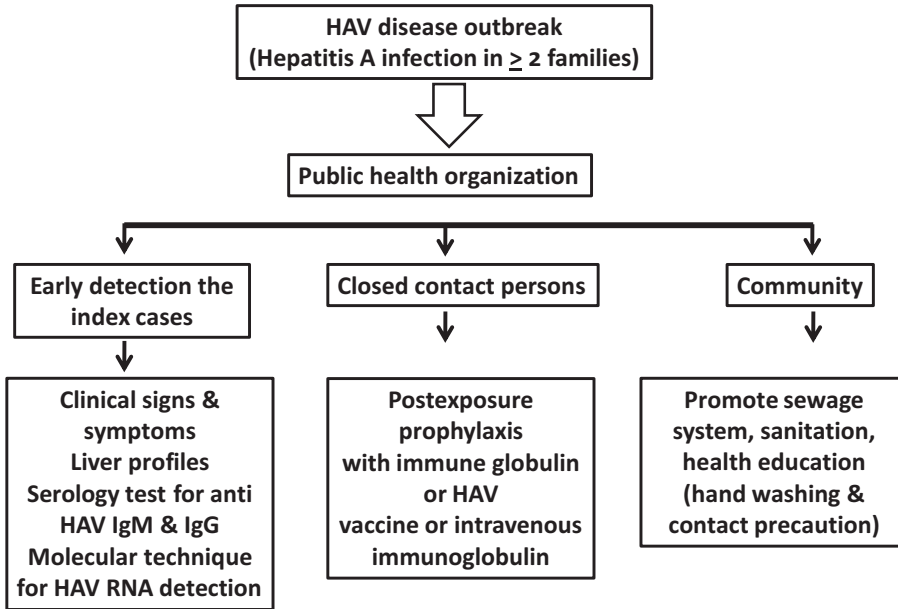 HAV disease outbreak
(Hepatitis A infection in ≥ 2 families)
Public health organization
Early detection the
index cases
Closed contact persons
Community
Clinical signs &
symptoms
Liver profiles
Serology test for anti
HAV IgM & IgG
Molecular technique
for HAV RNA detection
Postexposure
prophylaxis
with immune globulin
or HAV
vaccine or intravenous
immunoglobulin
Promote sewage
system, sanitation,
health education
(hand washing &
contact precaution)